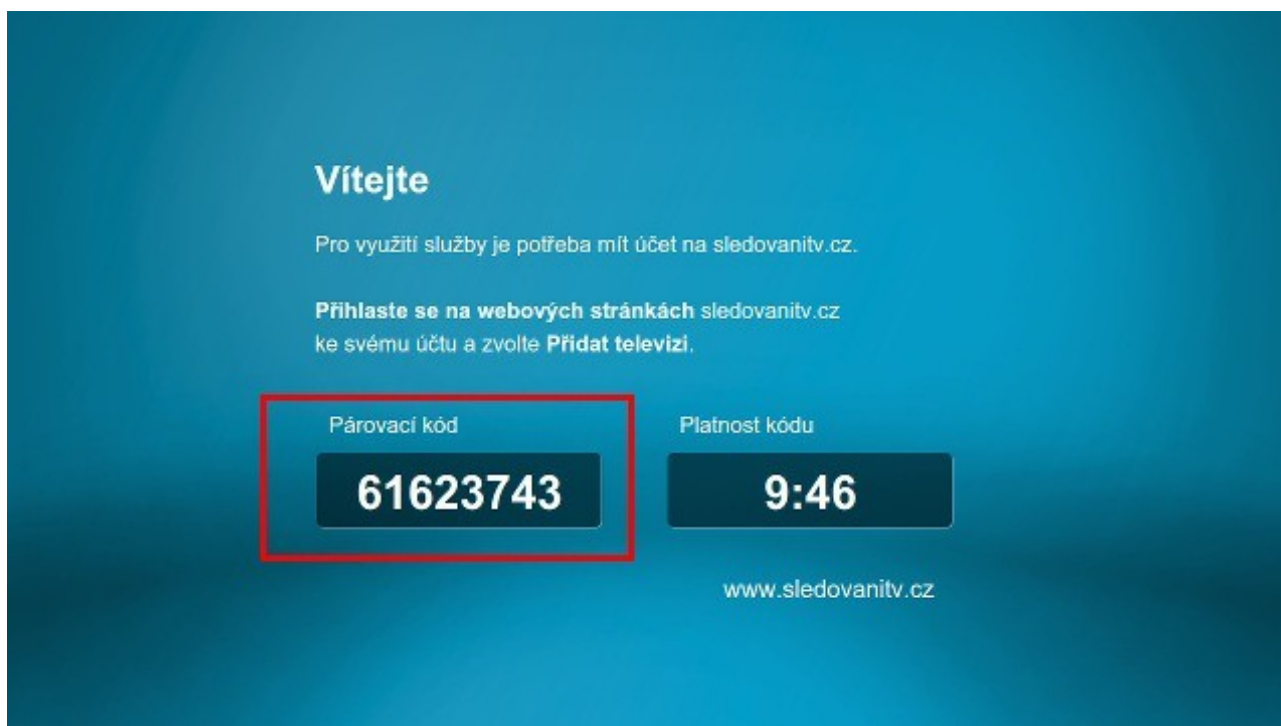 Vítejte
Pro využití služby je potřeba mít účet na sledovanitv.cz.
Přihlaste se na webových stránkách sledovanitv.cz
ke svému účtu a zvolte Přidat televizi.
Párovací kód
Platnost kódu
61623743
9:46
www.sledovanitv.cz